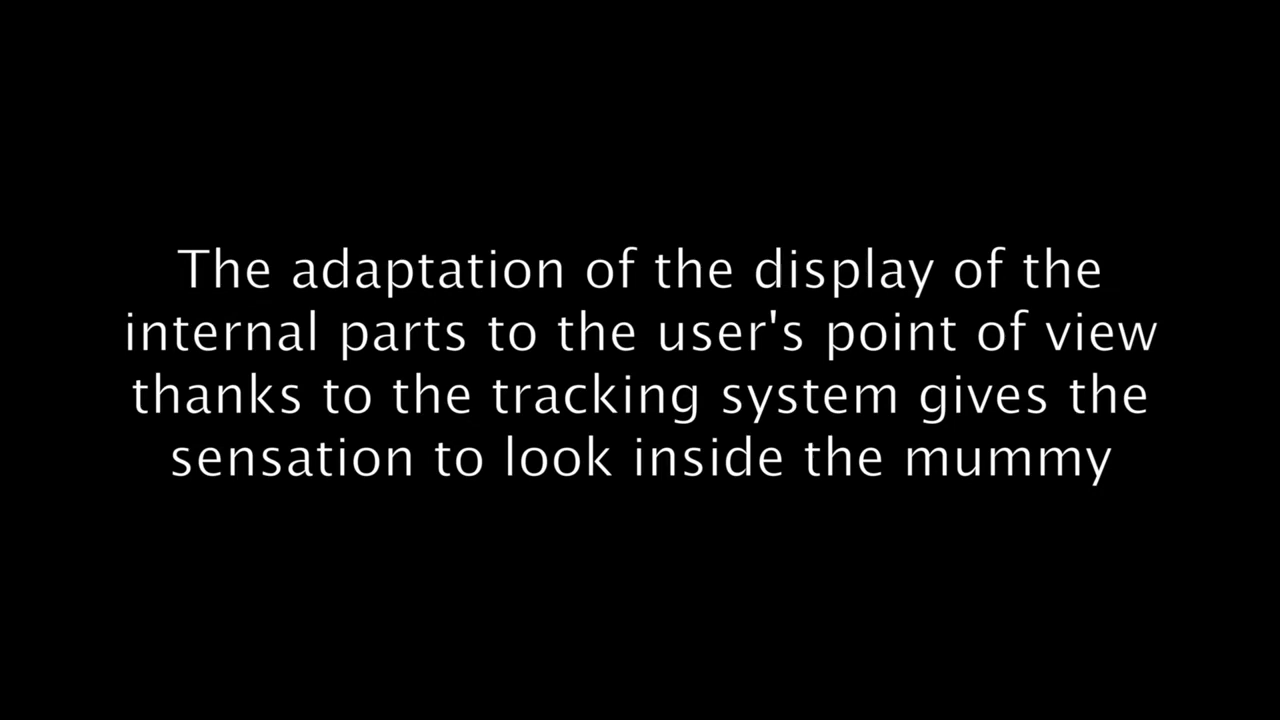 The adaptation of the display of the
internal parts to the user's point of view
thanks to the tracking system gives the
sensation to look inside the mummy